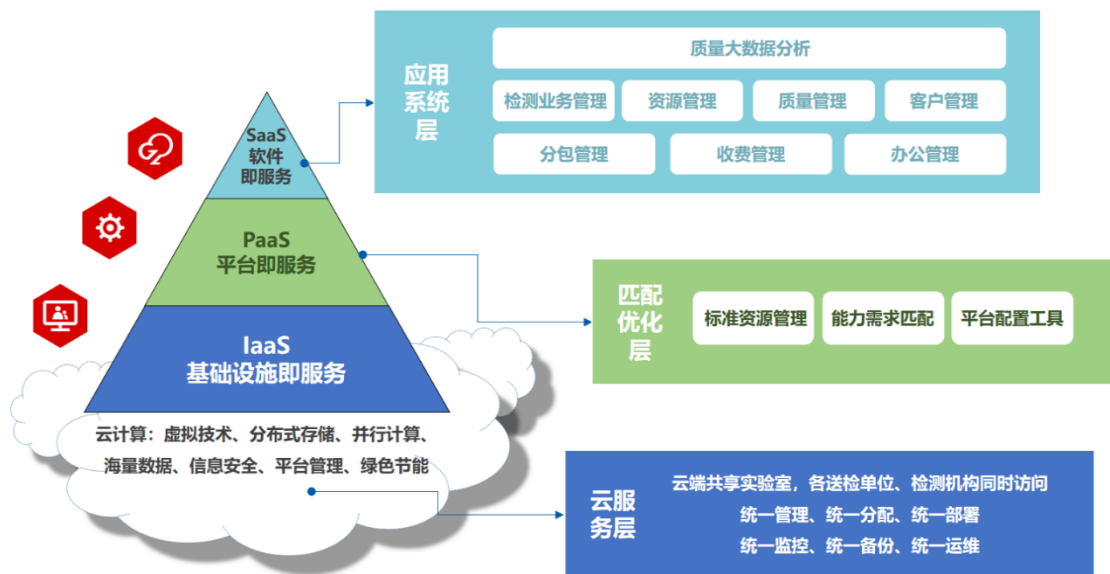 SaaS
软件
即服务
PaaS
平台即服务
IaaS
基础设施即服务
云计算：虚拟技术、分布式存储、并行计算、
海量数据、信息安全、平台管理、绿色节能
应用
系统
层
质量大数据分析
检测业务管理 资源管理 质量管理 客户管理
分包管理 收费管理 办公管理
匹配
优化
层
标准资源管理 能力需求匹配 平台配置工具
云服
务层
云端共享实验室，各送检单位、检测机构同时访问
统一管理、统一分配、统一部署
统一监控、统一备份、统一运维